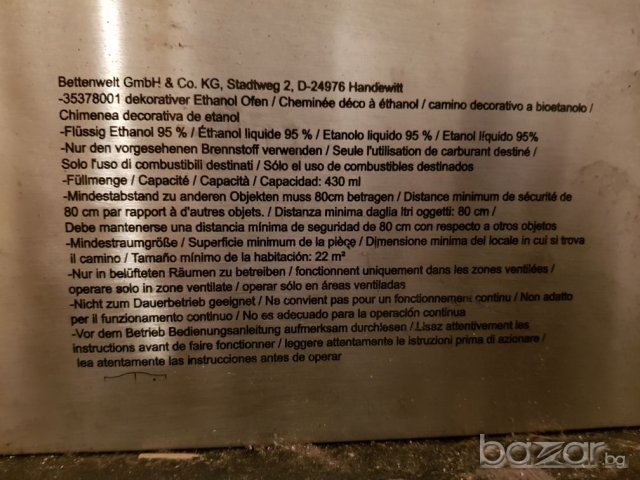 Bettenwelt GmbH & Co. KG, Stadtweg 2, D-24976 Handewitt
-35378001 dekorativer Ethanol Ofen / Cheminée déco à éthanol / camino decorativo a bioetanolo /
Chimenea decorativa de etanol
-Flüssig Ethanol 95 % / Éthanol liquide 95 % / Etanolo liquido 95 % / Etanol líquido 95%
-Nur den vorgesehenen Brennstoff verwenden / Seule l'utilisation de carburant destiné /
Solo l'uso di combustibili destinati / Sólo el uso de combustibles destinados
-Füllmenge / Capacité / Capacità / Capacidad: 430 ml
-Mindestabstand zu anderen Objekten muss 80cm betragen / Distance minimum de sécurité de
80 cm par rapport à d'autres objets. / Distanza minima daglia ltri oggetti: 80 cm /
Debe mantenerse una distancia mínima de seguridad de 80 cm con respecto a otros objetos
-Mindestraumgröße / Superficie minimum de la pièçe / Dimensione minima del locale in cui si trova
il camino / Tamaño mínimo de la habitación: 22 m²
-Nur in belüfteten Räumen zu betreiben / fonctionnent uniquement dans les zones ventilées /
operare solo in zone ventilate / operar sólo en áreas ventiladas
-Nicht zum Dauerbetrieb geeignet / Ne convient pas pour un fonctionnement continu / Non adatto
per il funzionamento continuo / No es adecuado para la operación continua
-Vor dem Betrieb Bedienungsanleitung aufmerksam durchlesen / Lisez attentivement les
instructions avant de faire fonctionner / leggere attentamente le istruzioni prima di azionare /
lea atentamente las instrucciones antes de operar
bazar.bg